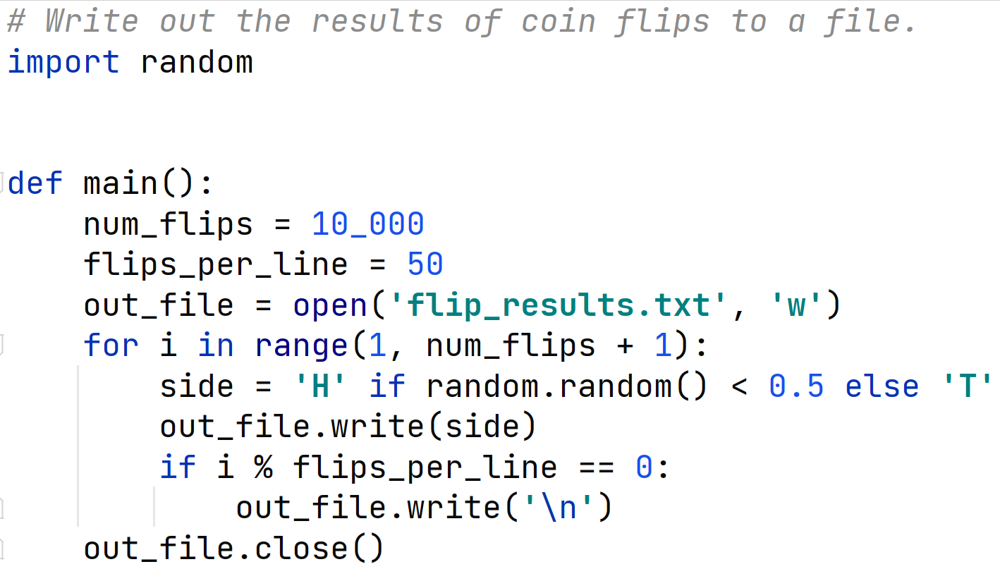 # Write out the results of coin flips to a file.
import random
def main():
    num_flips = 10_000
    flips_per_line = 50
    out_file = open('flip_results.txt', 'w')
    for i in range(1, num_flips + 1):
        side = 'H' if random.random() < 0.5 else 'T'
        out_file.write(side)
        if i % flips_per_line == 0:
            out_file.write('\n')
    out_file.close()